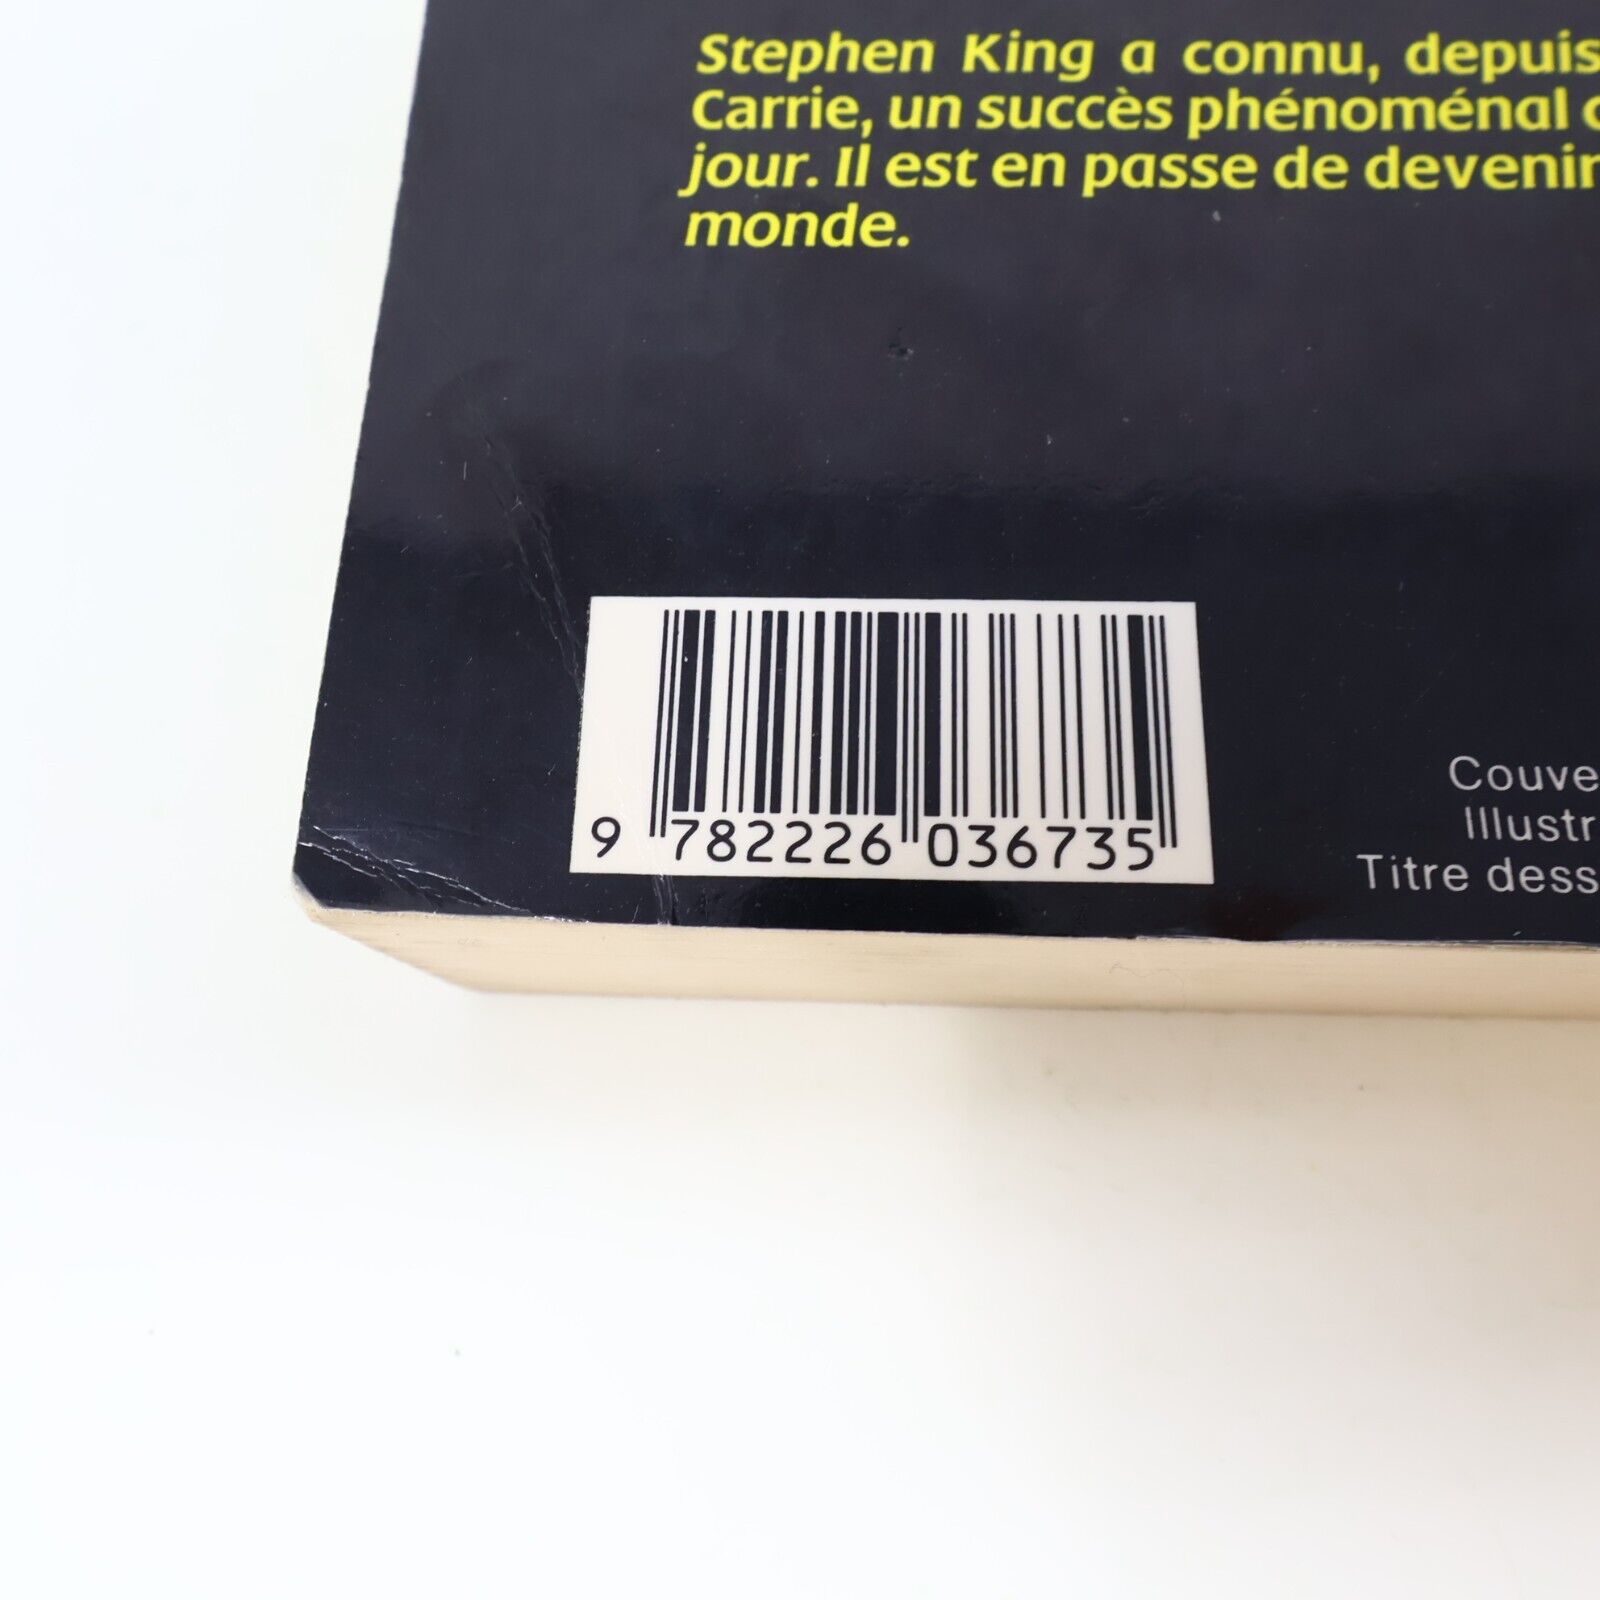 Stephen King a connu, depuis
Carrie, un succès phénoménal
jour. Il est en passe de devenir
monde.
Couve
Illustr
Titre dess
9 782226 036735